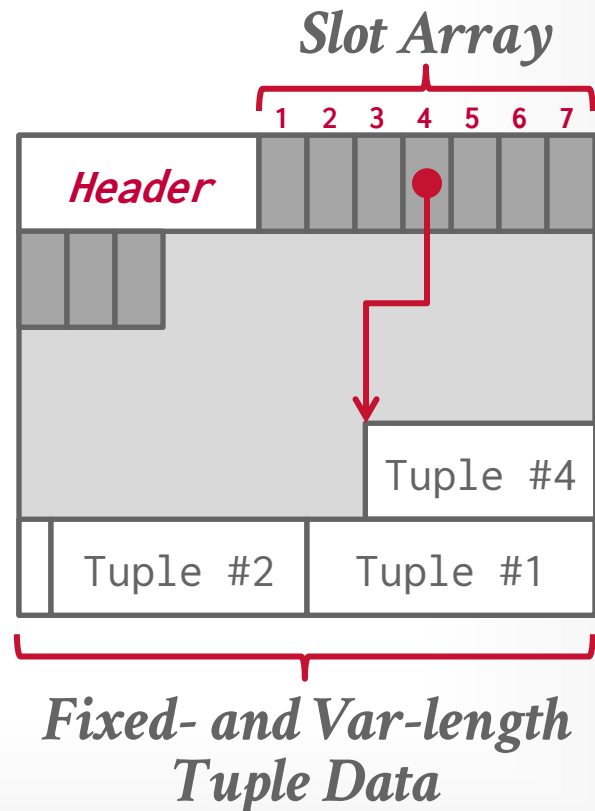 Slot Array
1 2 3 4 5 6 7
Header
Tuple #4
Tuple #2 Tuple #1
Fixed- and Var-length
Tuple Data